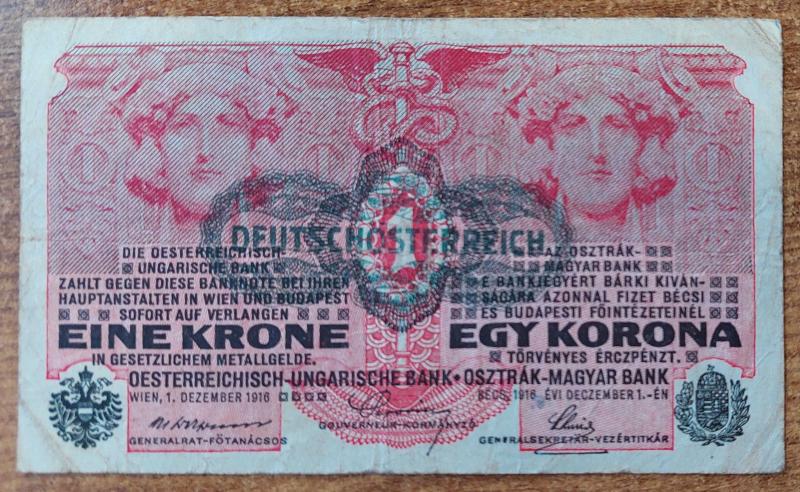 1
DEUTSCHÖSTERREICH
DIE OESTERREICHISCH-
UNGARISCHE BANK
ZAHLT GEGEN DIESE BANKNOTE BEI IHREN
HAUPTANSTALTEN IN WIEN UND BUDAPEST
SOFORT AUF VERLANGEN
EINE KRONE
IN GESETZLICHEM METALLGELDE.
AZ OSZTRÁK-
MAGYAR BANK
E BANKJEGYÉRT BÁRKI KIVÁN-
SÁGÁRA AZONNAL FIZET BÉCSI
ÉS BUDAPESTI FŐINTÉZETEINÉL
EGY KORONA
TÖRVÉNYES ÉRCZPÉNZT.
OESTERREICHISCH-UNGARISCHE BANK • OSZTRÁK-MAGYAR BANK
WIEN, 1. DEZEMBER 1916
BÉCS, 1916 ÉVI DECZEMBER 1.-ÉN
GENERALRAT-FŐTANÁCSOS
GOUVERNEUR-KORMÁNYZÓ
GENERALSEKRETÄR-VEZÉRTITKÁR